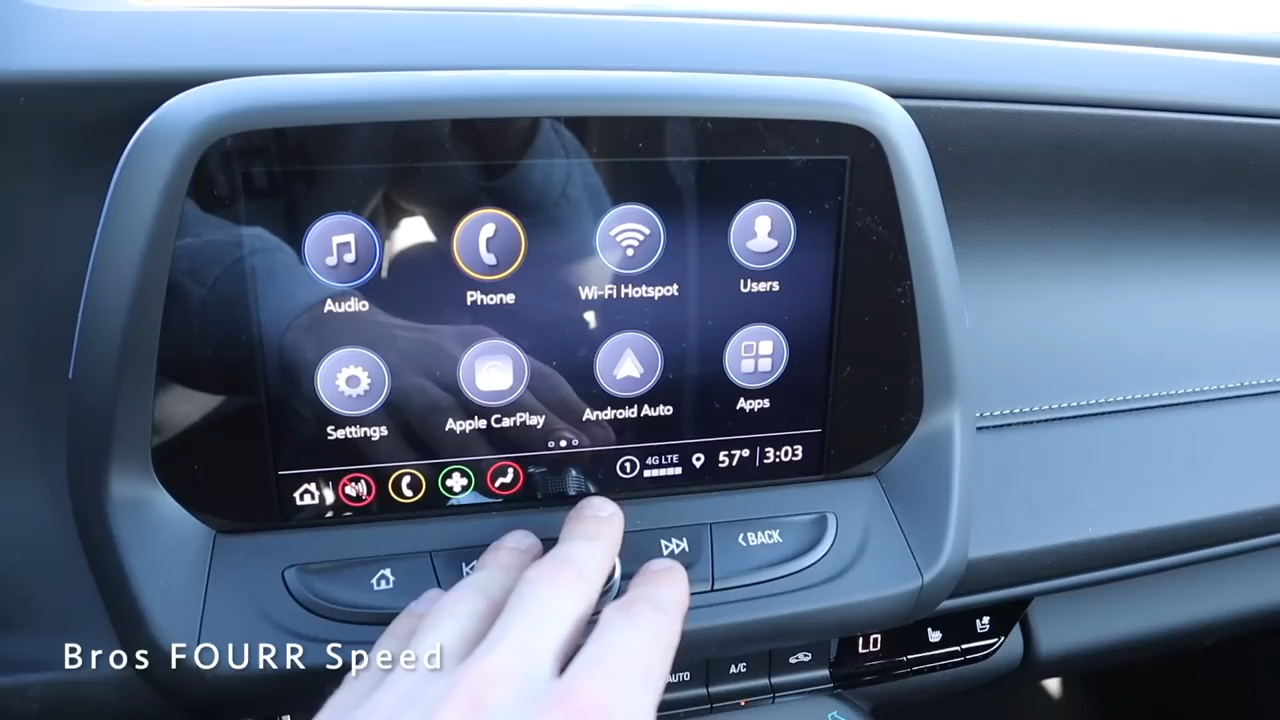 Audio
Phone
Wi-Fi Hotspot
Users
Settings
Apple CarPlay
Android Auto
Apps
1 4G LTE 57° 3:03
<BACK
LO
AUTO
A/C
Bros FOURR Speed